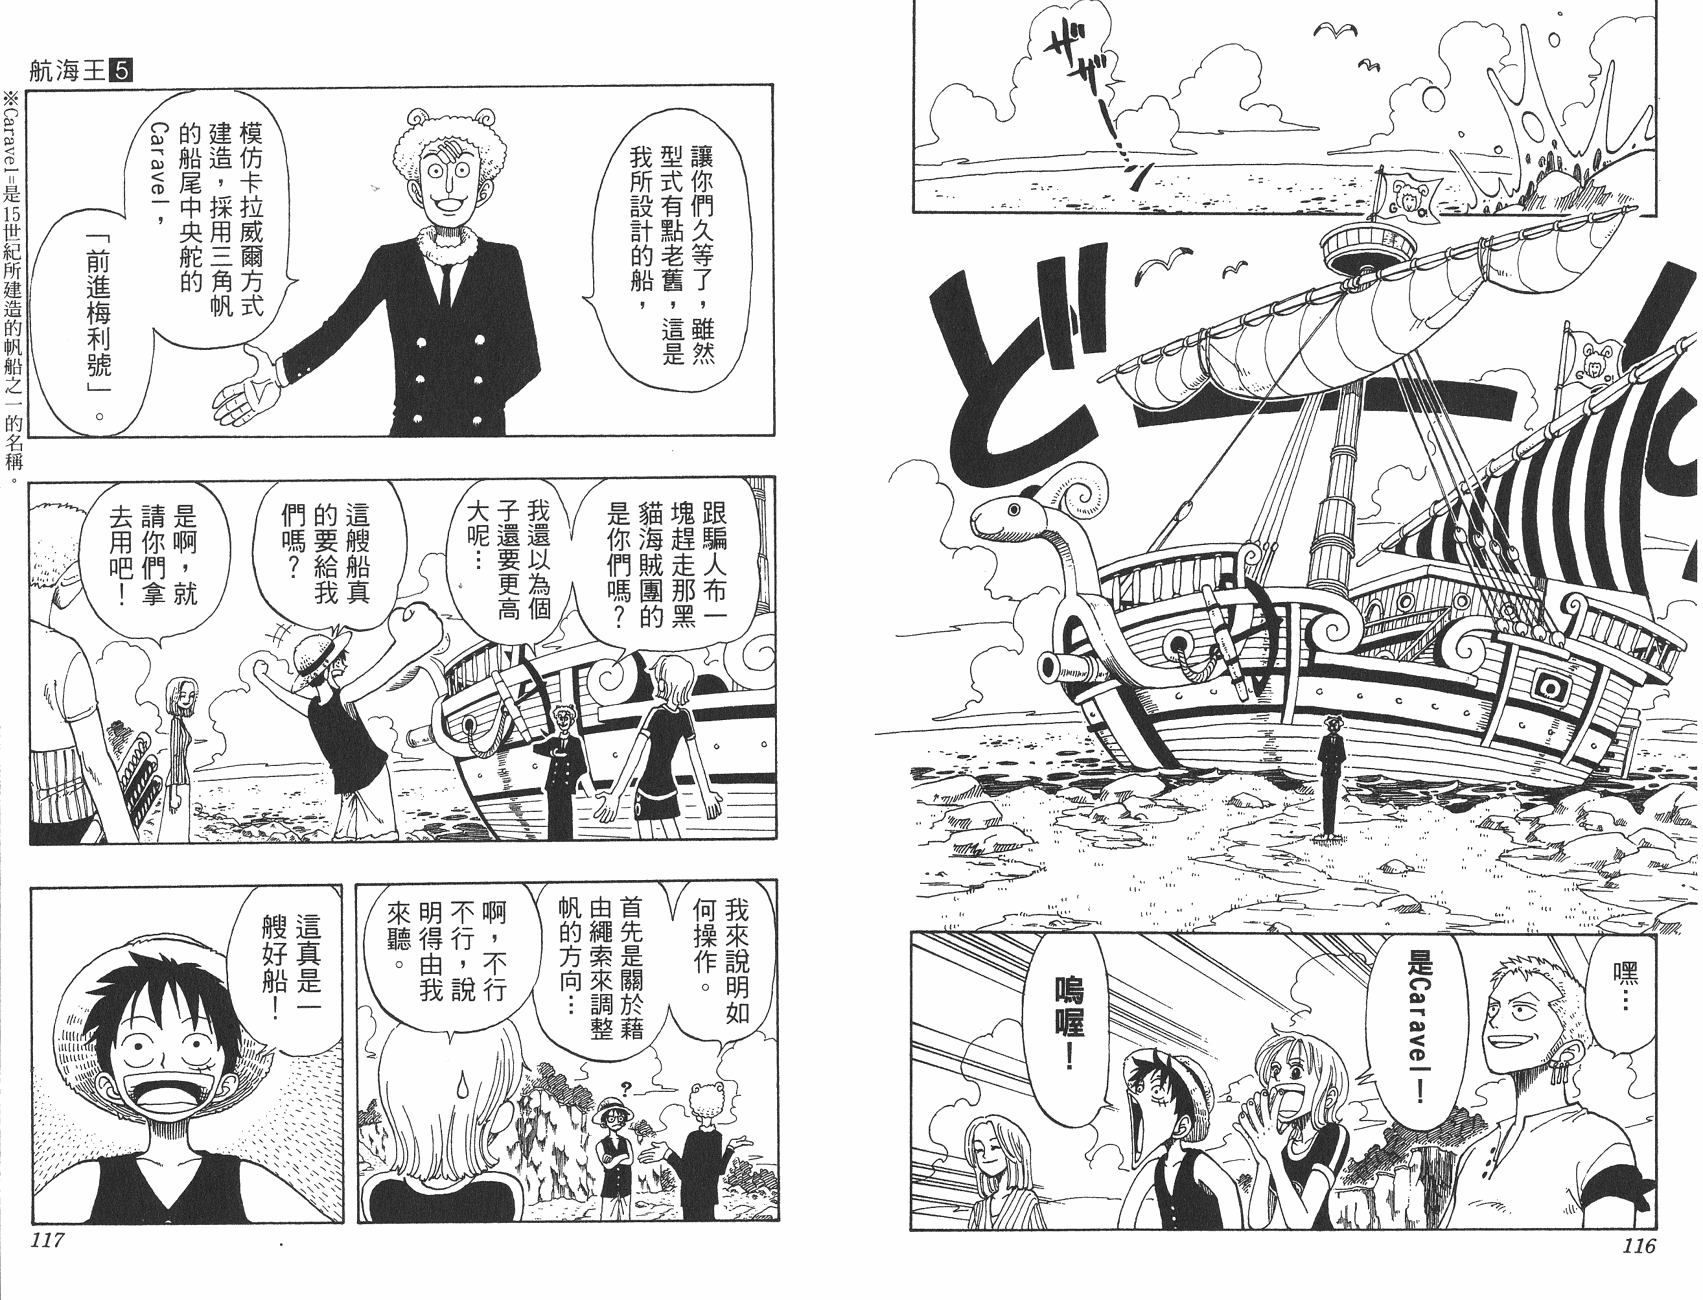 ザ
ザザ…
ドーン
嘿…
是Caravel！
嗚喔！
116
航海王5
※Caravel=是15世紀所建造的帆船之一的名稱。
讓你們久等了，雖然
型式有點老舊，這是
我所設計的船，
模仿卡拉威爾方式
建造，採用三角帆
的船尾中央舵的
Caravel，
「前進梅利號」。
跟騙人布一
塊趕走那黑
貓海賊團的
是你們嗎？
我還以為個
子還要更高
大呢…
這艘船真
的要給我
們嗎？
是啊，就
請你們拿
去用吧！
我來說明如
何操作。
首先是關於藉
由繩索來調整
帆的方向…
啊，不行
不行，說
明得由我
來聽。
?
這真是一
艘好船！
117